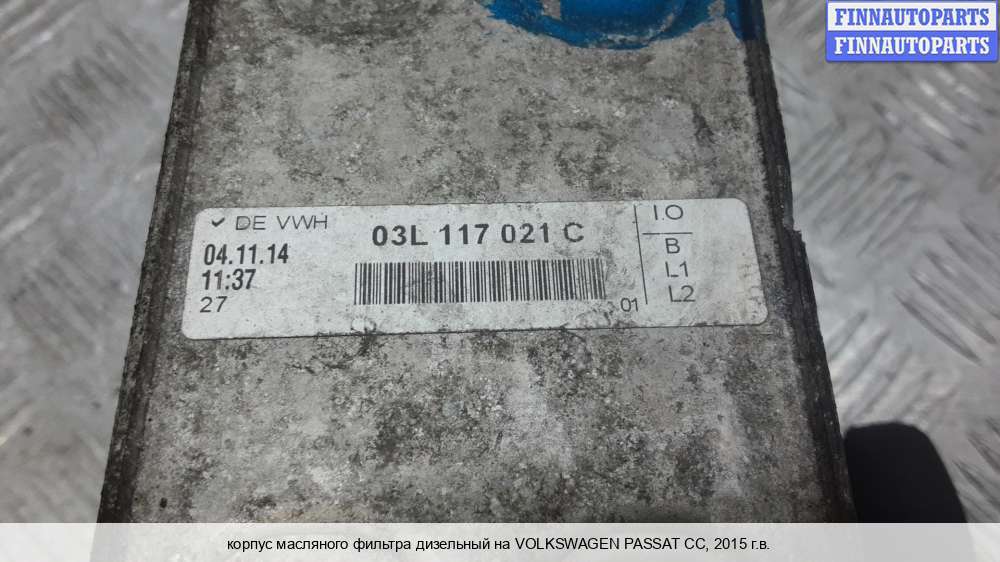 FINNAUTOPARTS
FINNAUTOPARTS
DE VWH
04.11.14
11:37
27
03L 117 021 C
01
I.O
B
L1
L2
корпус масляного фильтра дизельный на VOLKSWAGEN PASSAT CC, 2015 г.в.